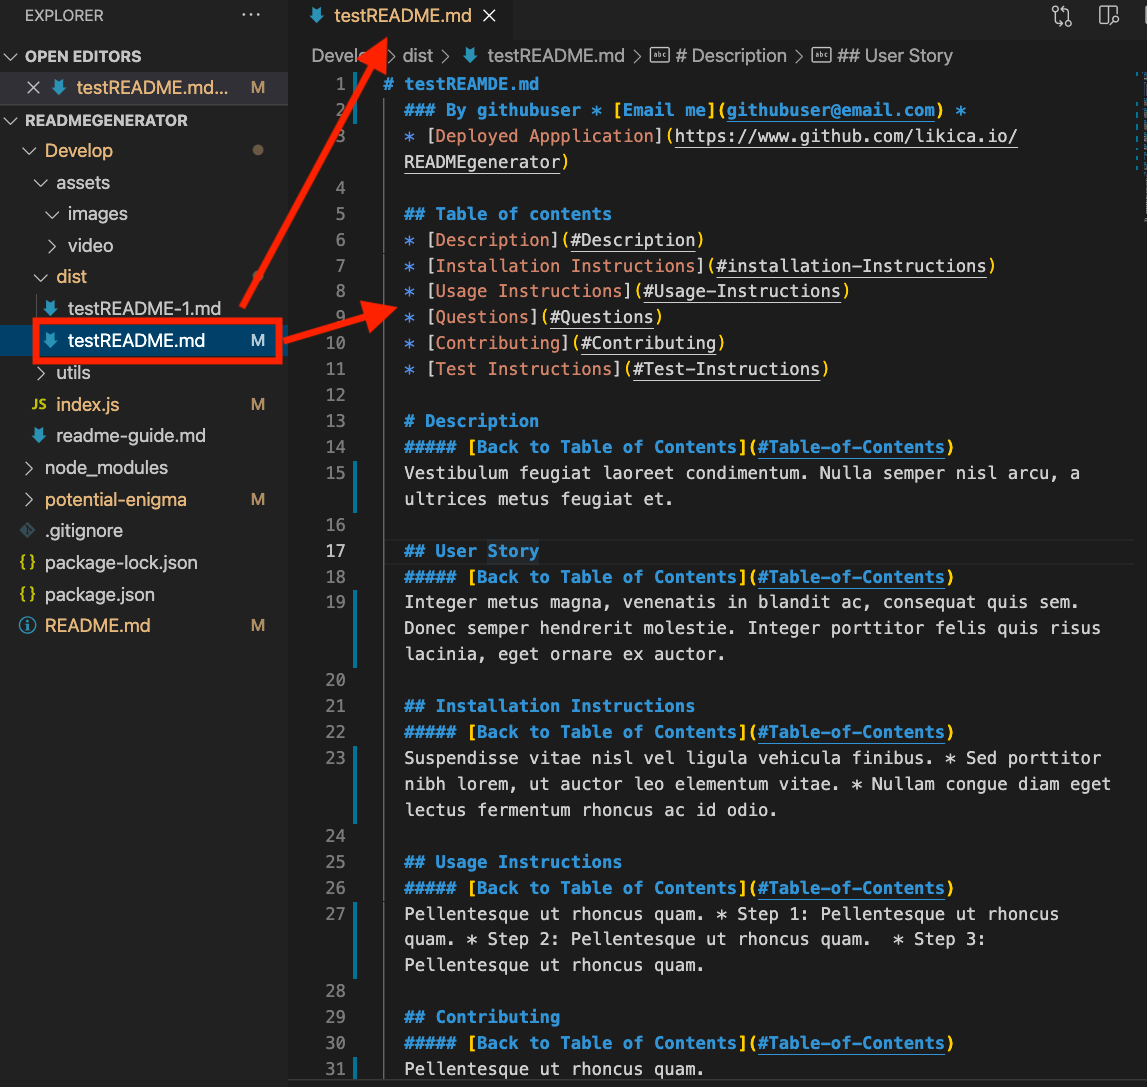 EXPLORER
···
OPEN EDITORS
testREADME.md... M
READMEGENERATOR
Develop
assets
images
video
dist
testREADME-1.md
testREADME.md M
utils
JS index.js M
readme-guide.md
node_modules
potential-enigma M
.gitignore
{} package-lock.json
{} package.json
README.md M
testREADME.md
dist > testREADME.md > # Description > ## User Story
1 # testREAMDE.md
2 ### By githubuser * [Email me](githubuser@email.com) *
3 * [Deployed Appplication](https://www.github.com/likica.io/
READMEgenerator)
4
5 ## Table of contents
6 * [Description](#Description)
7 * [Installation Instructions](#installation-Instructions)
8 * [Usage Instructions](#Usage-Instructions)
9 * [Questions](#Questions)
10 * [Contributing](#Contributing)
11 * [Test Instructions](#Test-Instructions)
12
13 # Description
14 ##### [Back to Table of Contents](#Table-of-Contents)
15 Vestibulum feugiat laoreet condimentum. Nulla semper nisl arcu, a
ultrices metus feugiat et.
16
17 ## User Story
18 ##### [Back to Table of Contents](#Table-of-Contents)
19 Integer metus magna, venenatis in blandit ac, consequat quis sem.
Donec semper hendrerit molestie. Integer porttitor felis quis risus
lacinia, eget ornare ex auctor.
20
21 ## Installation Instructions
22 ##### [Back to Table of Contents](#Table-of-Contents)
23 Suspendisse vitae nisl vel ligula vehicula finibus. * Sed porttitor
nibh lorem, ut auctor leo elementum vitae. * Nullam congue diam eget
lectus fermentum rhoncus ac id odio.
24
25 ## Usage Instructions
26 ##### [Back to Table of Contents](#Table-of-Contents)
27 Pellentesque ut rhoncus quam. * Step 1: Pellentesque ut rhoncus
quam. * Step 2: Pellentesque ut rhoncus quam.  * Step 3:
Pellentesque ut rhoncus quam.
28
29 ## Contributing
30 ##### [Back to Table of Contents](#Table-of-Contents)
31 Pellentesque ut rhoncus quam.